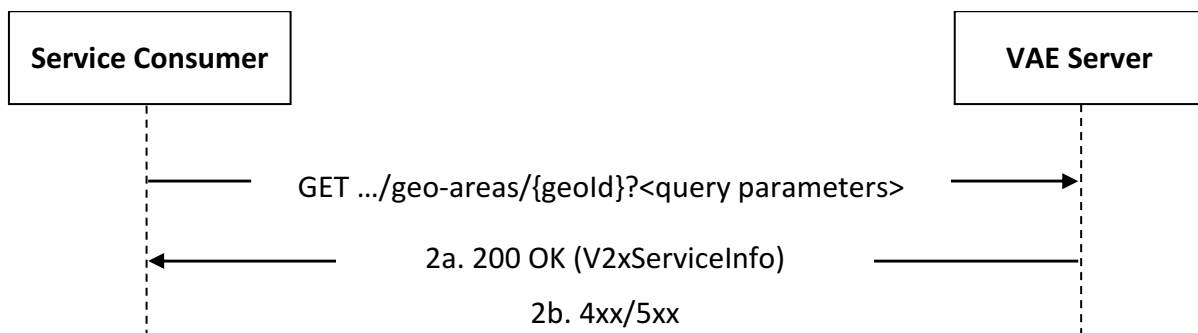 Service Consumer
VAE Server
GET .../geo-areas/{geoId}?<query parameters>
2a. 200 OK (V2xServiceInfo)
2b. 4xx/5xx